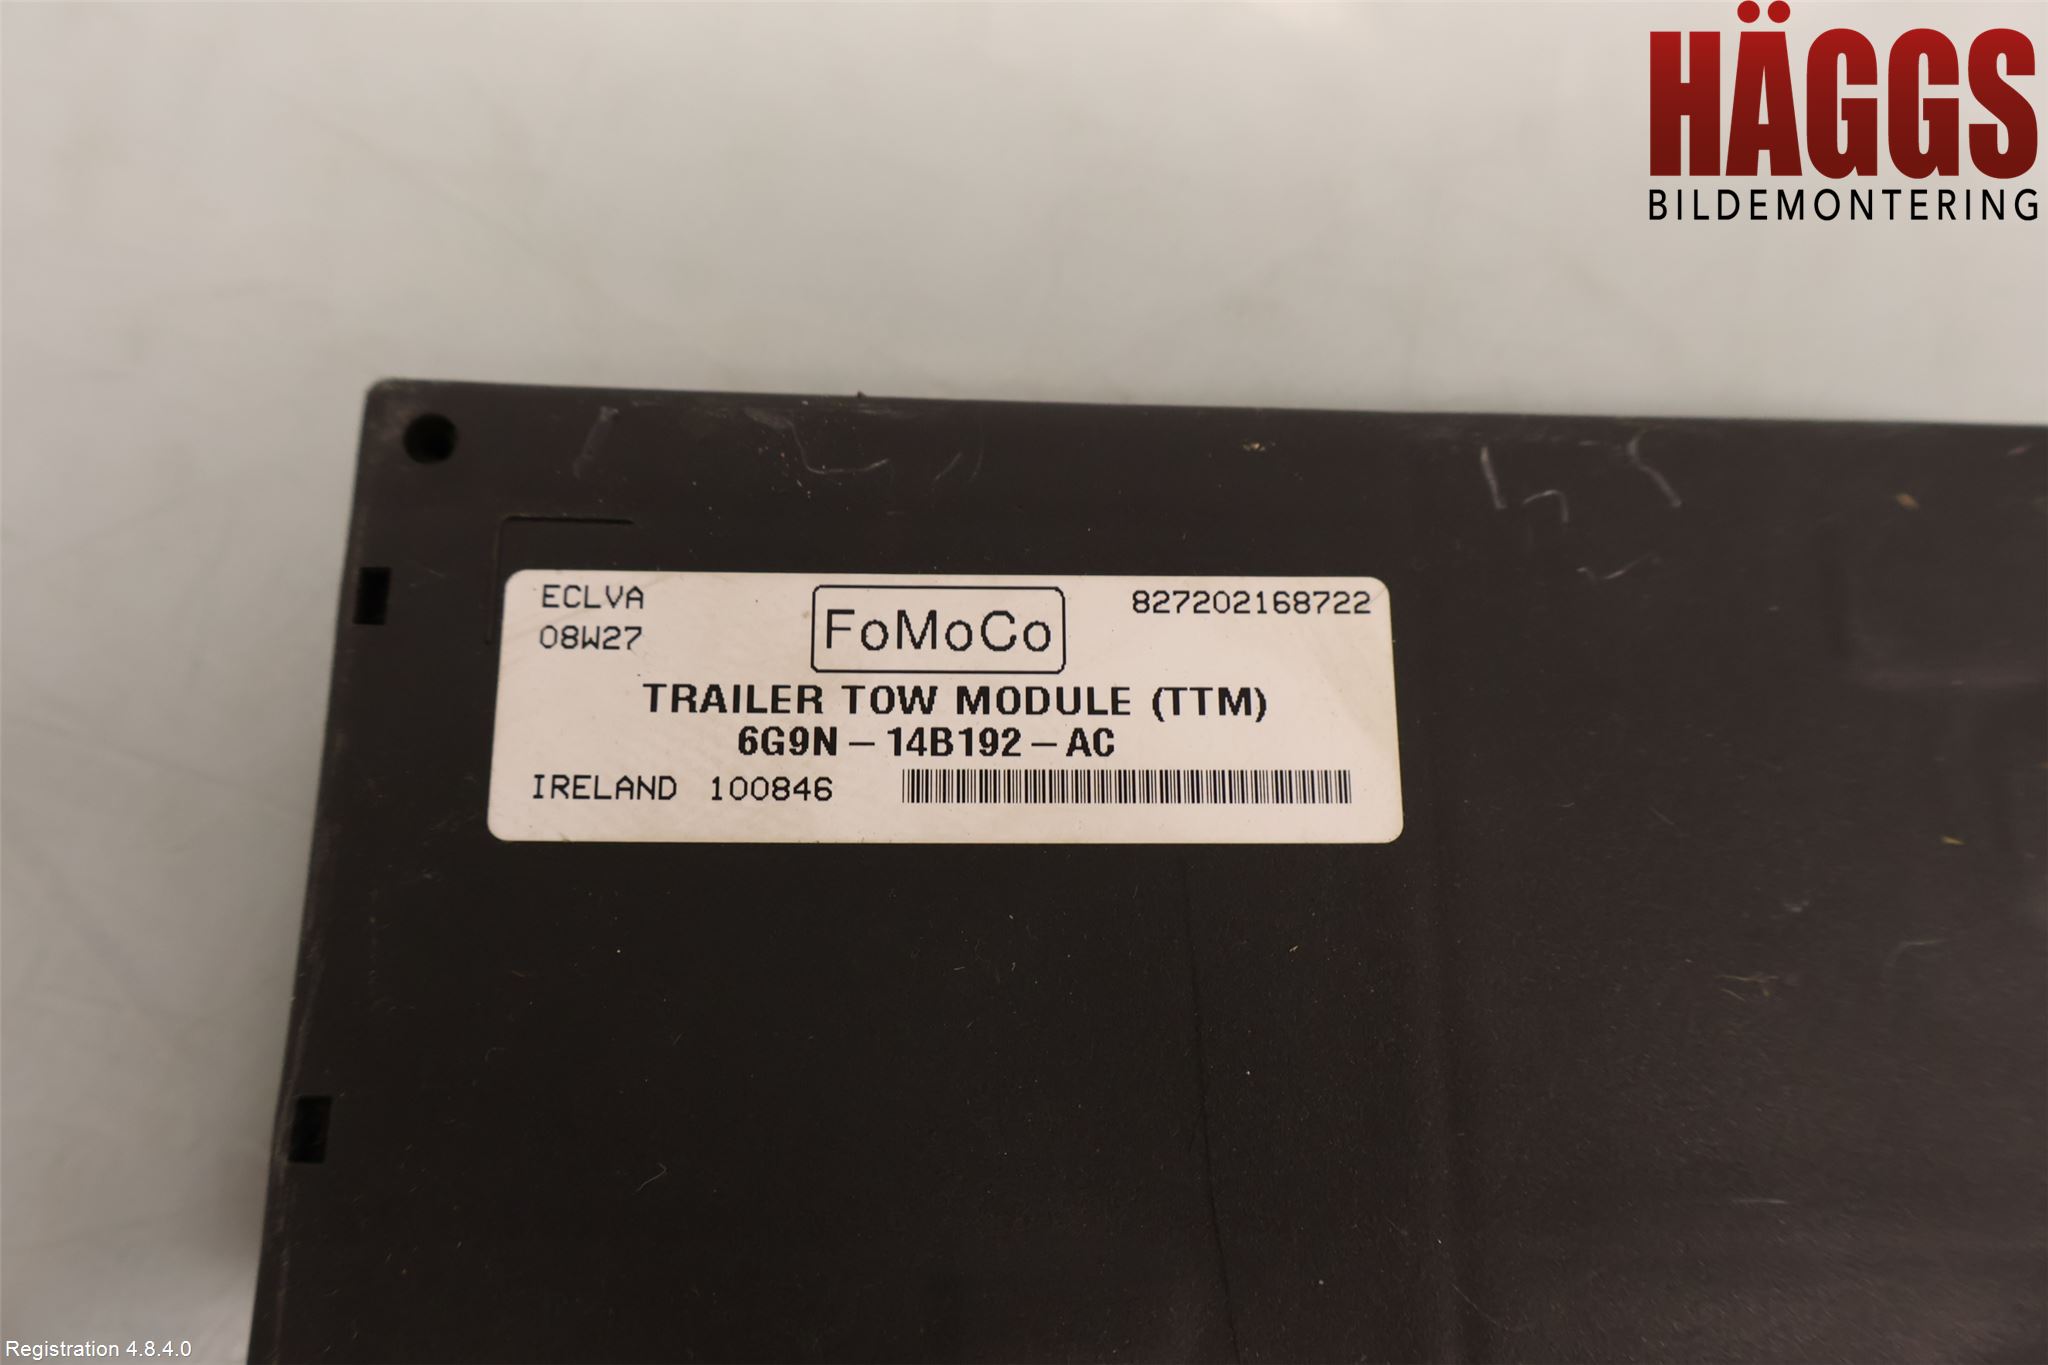 HÄGGS
BILDEMONTERING
ECLVA
08W27
FoMoCo
827202168722
TRAILER TOW MODULE (TTM)
6G9N - 14B192 - AC
IRELAND 100846
Registration 4.8.4.0